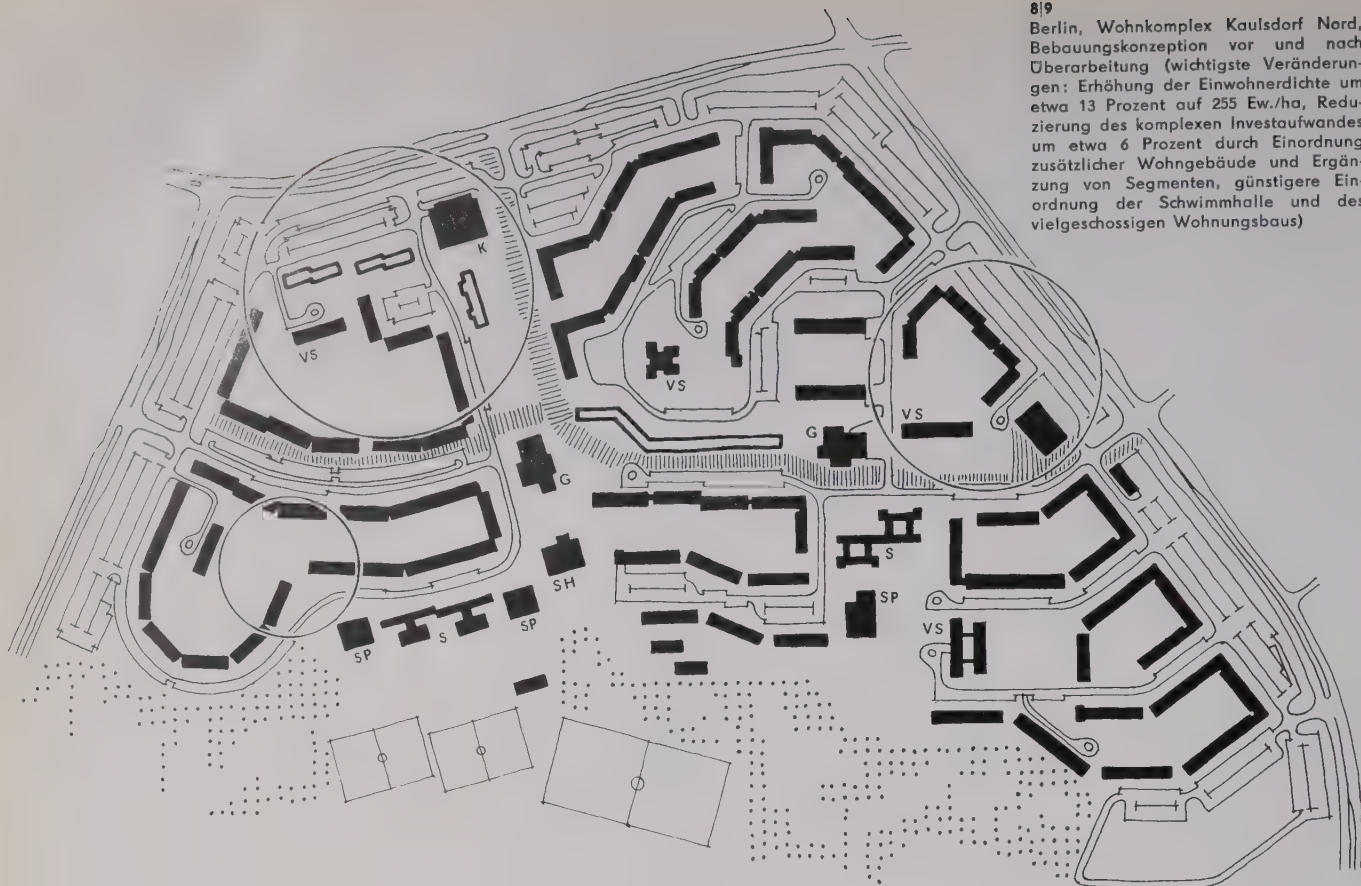 8|9
Berlin, Wohnkomplex Kaulsdorf Nord,
Bebauungskonzeption vor und nach
Überarbeitung (wichtigste Veränderun-
gen: Erhöhung der Einwohnerdichte um
etwa 13 Prozent auf 255 Ew./ha, Redu-
zierung des komplexen Investaufwandes
um etwa 6 Prozent durch Einordnung
zusätzlicher Wohngebäude und Ergän-
zung von Segmenten, günstigere Ein-
ordnung der Schwimmhalle und des
vielgeschossigen Wohnungsbaus)
K
VS
VS
VS
G
G
SH
S
SP
SP
S
SP
VS